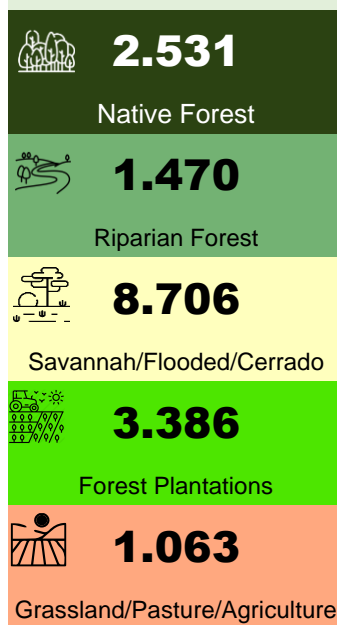 2.531
Native Forest
1.470
Riparian Forest
8.706
Savannah/Flooded/Cerrado
3.386
Forest Plantations
1.063
Grassland/Pasture/Agriculture